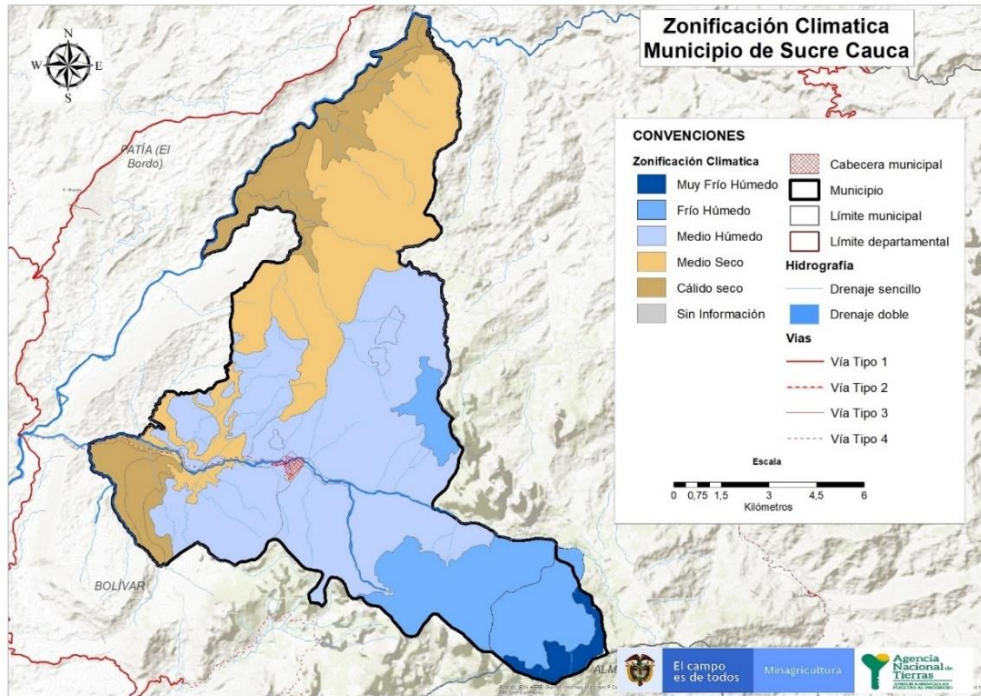 Zonificación Climatica
Municipio de Sucre Cauca
N
W
E
S
PATÍA (El
Bordo)
BOLÍVAR
ALM
CONVENCIONES
Zonificación Climatica
Muy Frío Húmedo
Frío Húmedo
Medio Húmedo
Medio Seco
Cálido seco
Sin Información
Cabecera municipal
Municipio
Límite municipal
Límite departamental
Hidrografía
Drenaje sencillo
Drenaje doble
Vias
Vía Tipo 1
Vía Tipo 2
Vía Tipo 3
Vía Tipo 4
Escala
0 0,75 1,5 3 4,5 6
Kilómetros
El campo
es de todos
Minagricultura
Agencia
Nacional de
Tierras